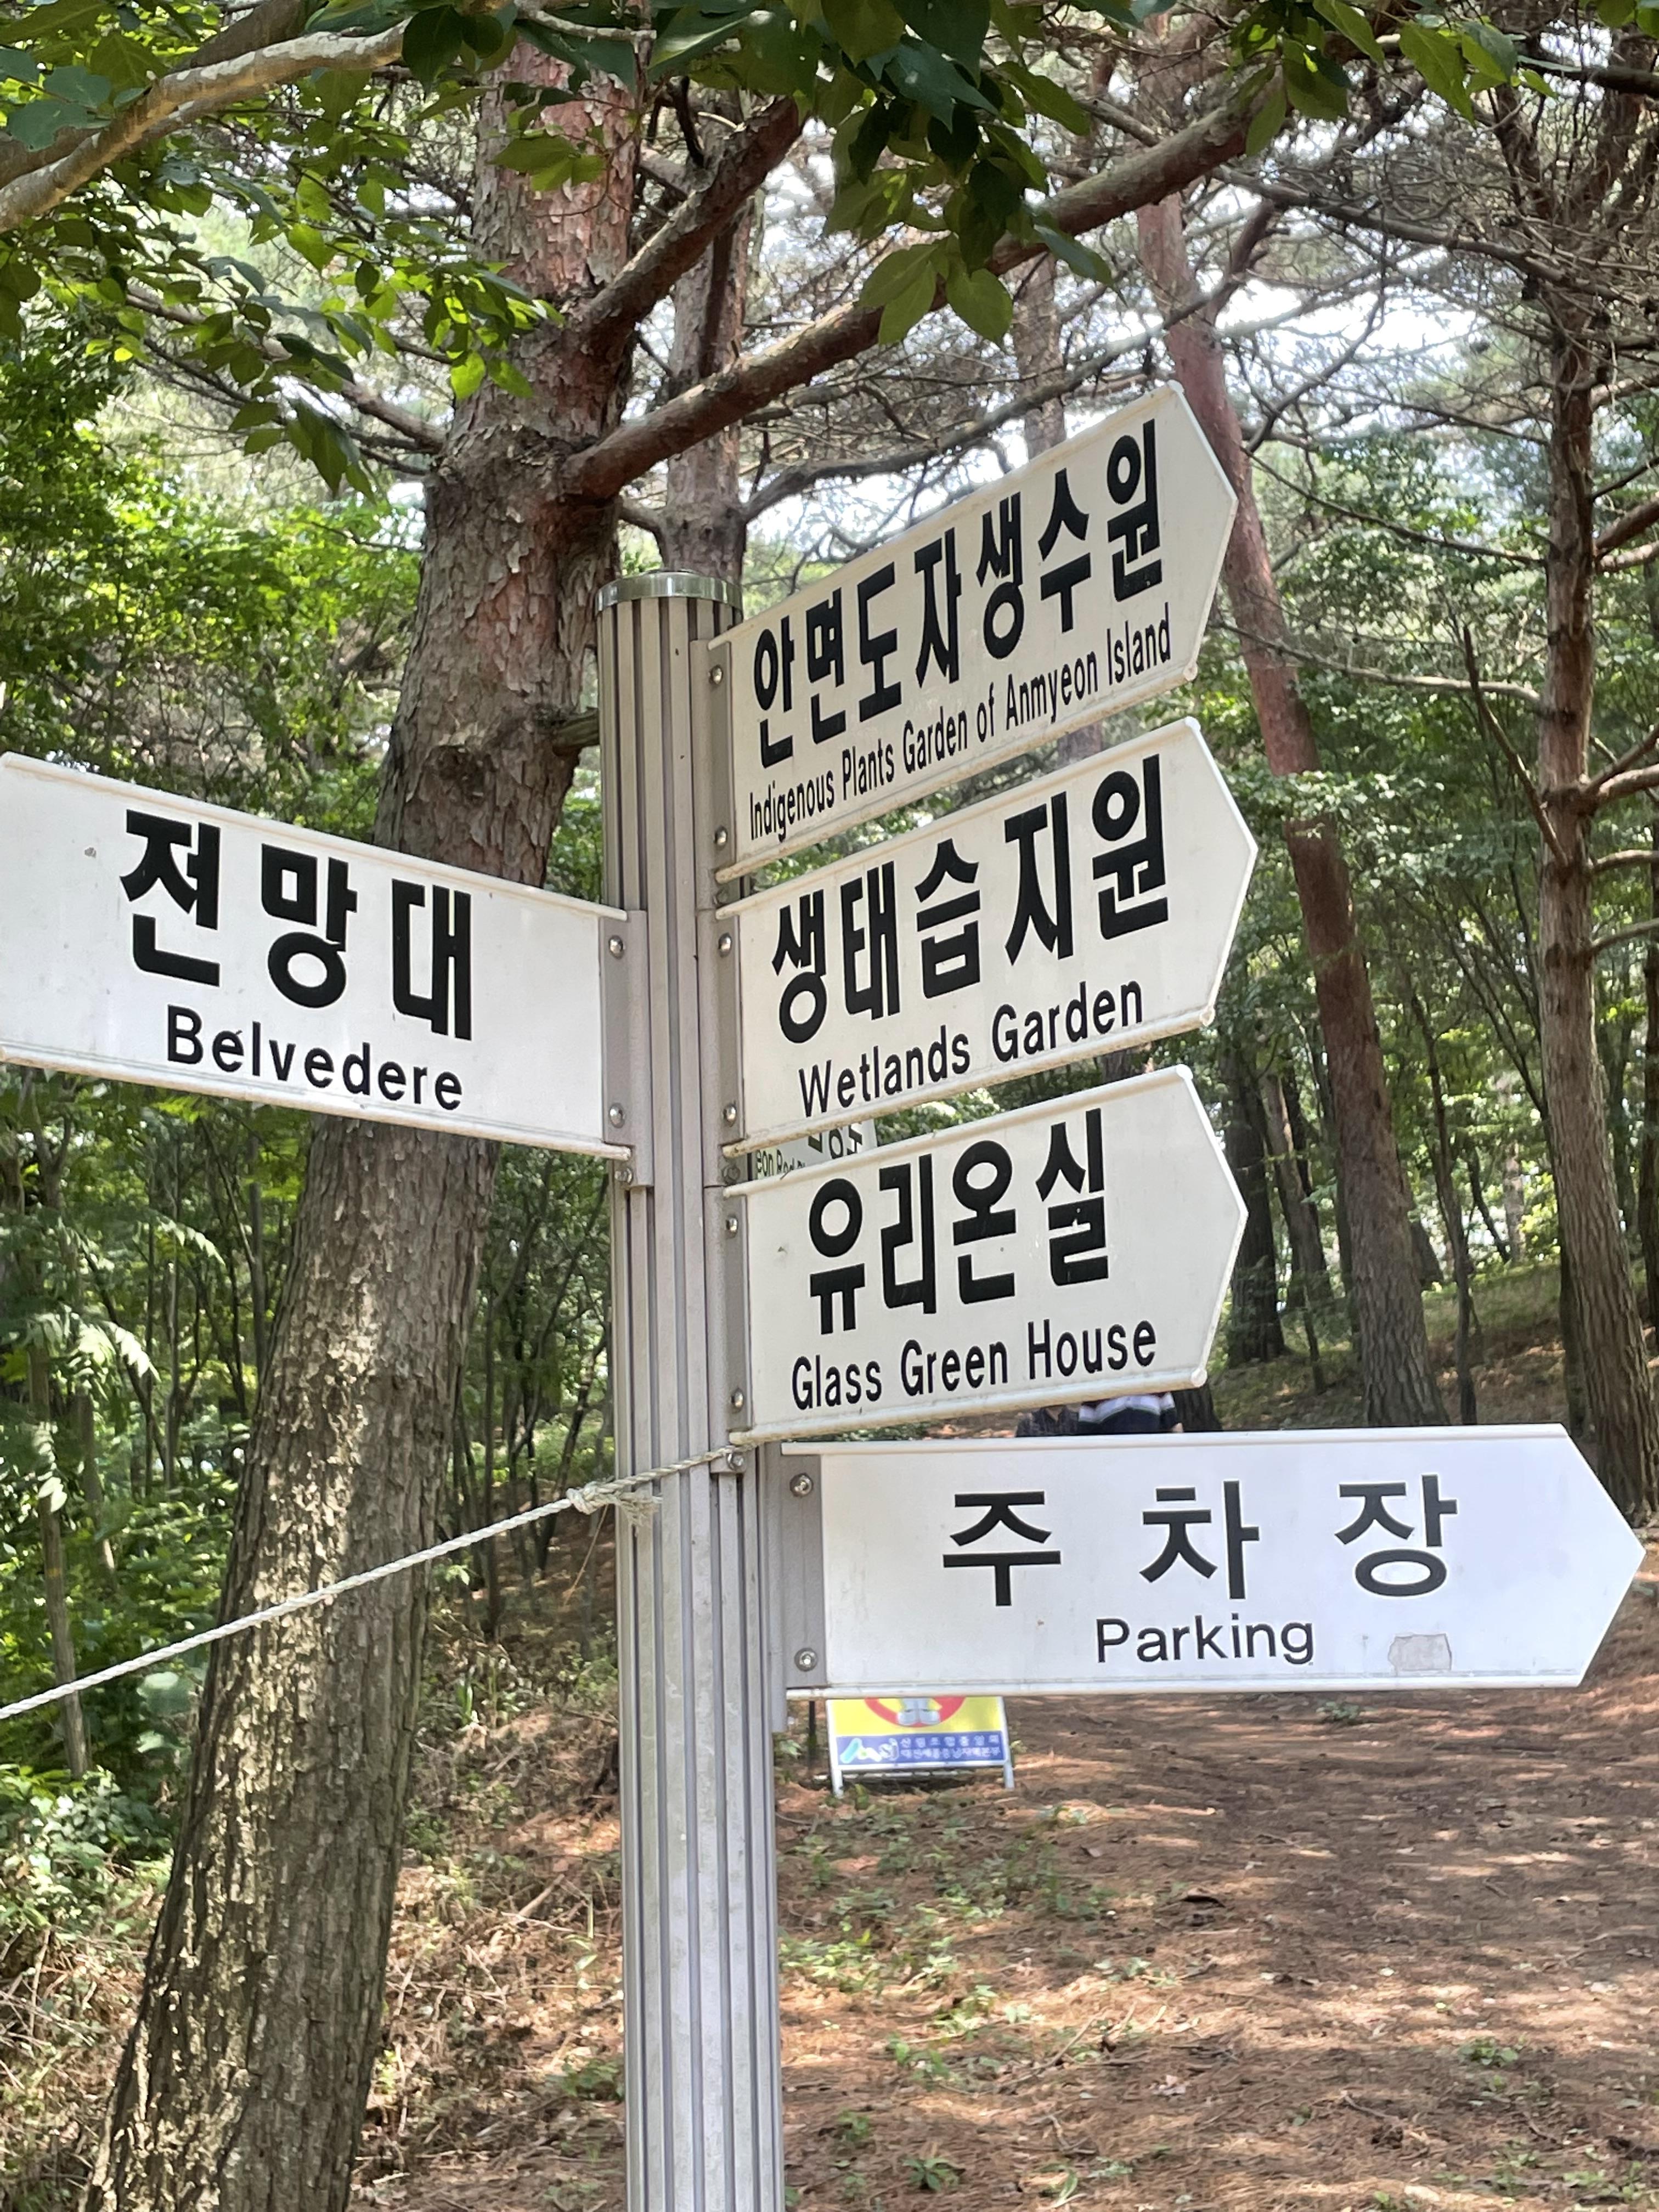 안면도자생수원
Indigenous Plants Garden of Anmyeon Island
전망대
Belvedere
생태습지원
Wetlands Garden
유리온실
Glass Green House
주차장
Parking